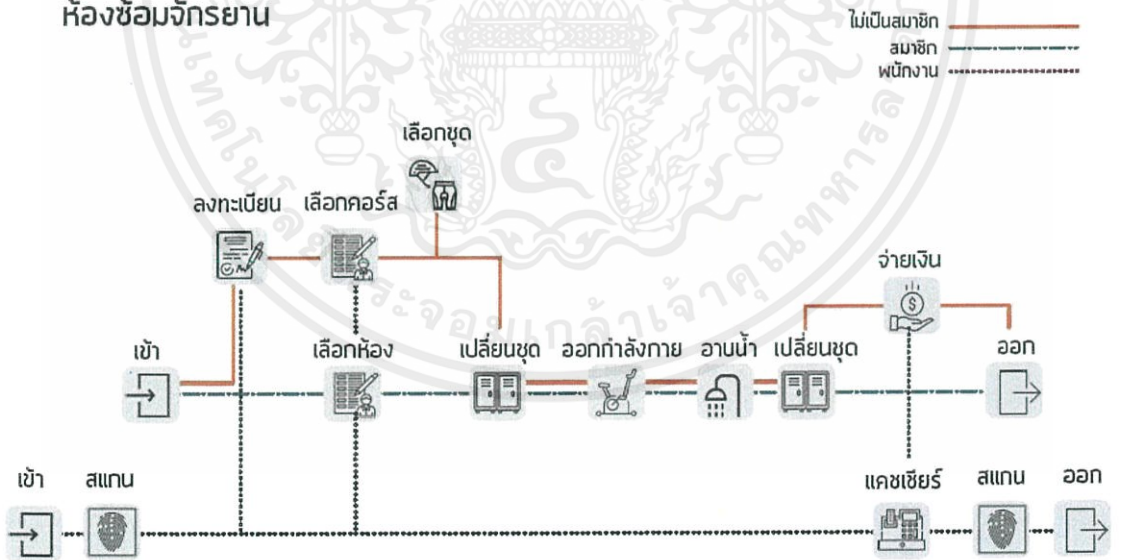 ห้องซ้อมจักรยาน
ไม่เป็นสมาชิก
สมาชิก
พนักงาน
เลือกชุด
ลงทะเบียน เลือกคอร์ส
จ่ายเงิน
เข้า เลือกห้อง เปลี่ยนชุด ออกกำลังกาย อาบน้ำ เปลี่ยนชุด ออก
เข้า สแกน แคชเชียร์ สแกน ออก